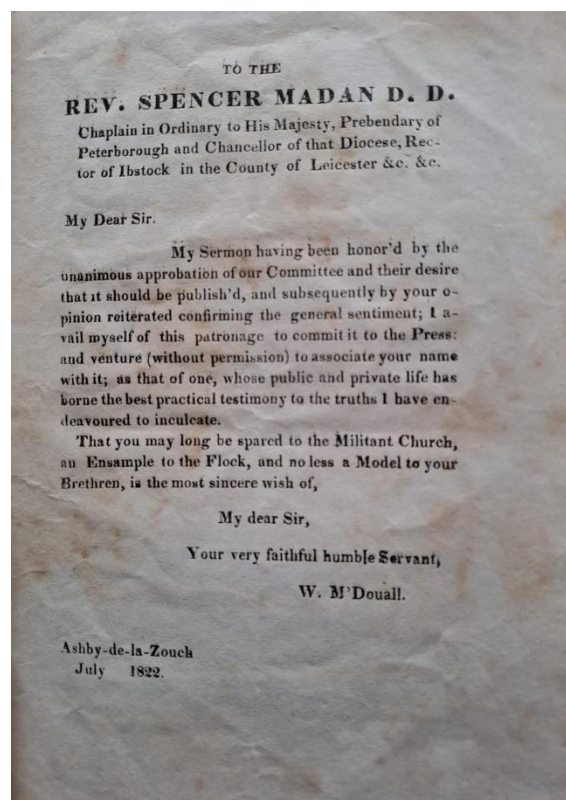 TO THE
REV. SPENCER MADAN D. D.
Chaplain in Ordinary to His Majesty, Prebendary of
Peterborough and Chancellor of that Diocese, Rec-
tor of Ibstock in the County of Leicester &c. &c.
My Dear Sir.
My Sermon having been honor'd by the
unanimous approbation of our Committee and their desire
that it should be publish'd, and subsequently by your o-
pinion reiterated confirming the general sentiment; I a-
vail myself of this patronage to commit it to the Press:
and venture (without permission) to associate your name
with it; as that of one, whose public and private life has
borne the best practical testimony to the truths I have en-
deavoured to inculcate.
That you may long be spared to the Militant Church,
an Ensample to the Flock, and no less a Model to your
Brethren, is the most sincere wish of,
My dear Sir,
Your very faithful humble Servant,
W. M'Douall.
Ashby-de-la-Zouch
July 1822.